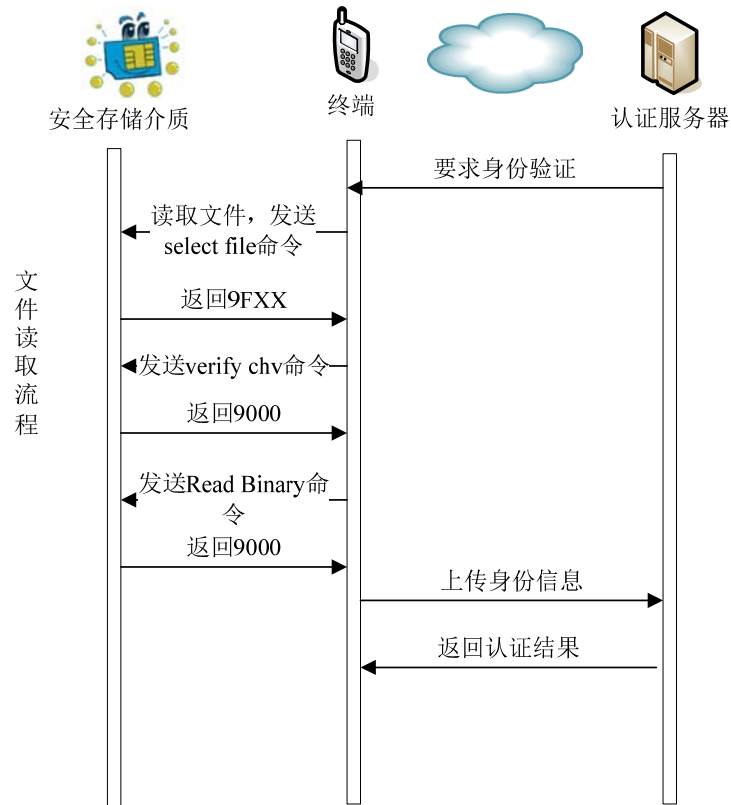 安全存储介质
终端
认证服务器
要求身份验证
读取文件，发送
select file命令
文件读取流程
返回9FXX
发送verify chv命令
返回9000
发送Read Binary命
令
返回9000
上传身份信息
返回认证结果